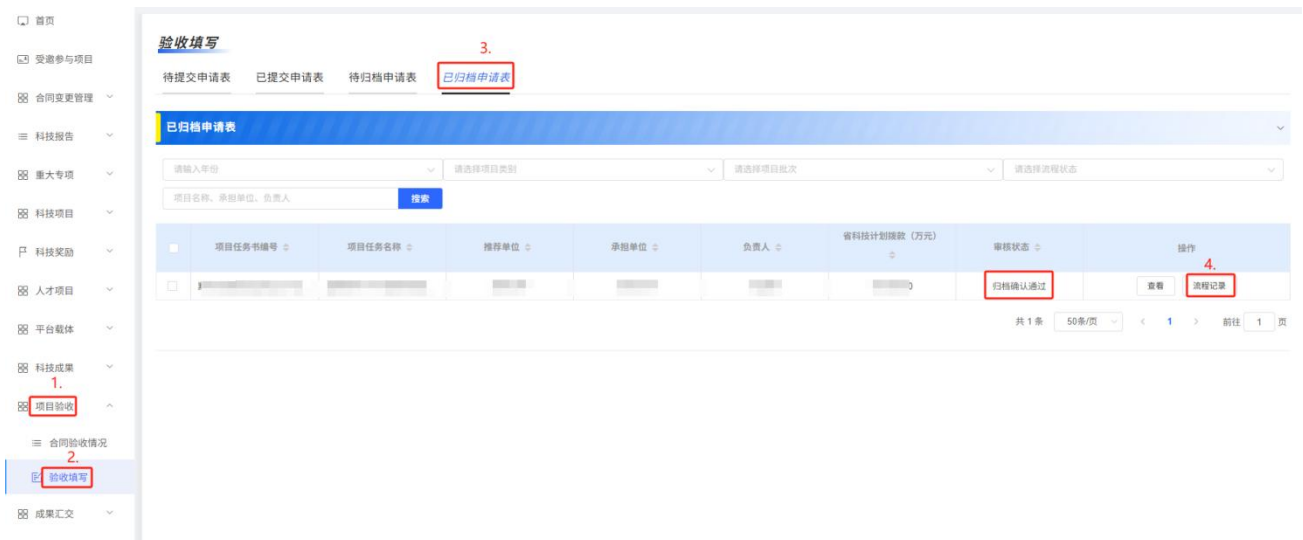 首页
受邀参与项目
合同变更管理
科技报告
重大专项
科技项目
科技奖励
人才项目
平台载体
科技成果
1.
项目验收
合同验收情况
2.
验收填写
成果汇交
验收填写
3.
待提交申请表 已提交申请表 待归档申请表 已归档申请表
已归档申请表
请输入年份 请选择项目类别 请选择项目批次 请选择流程状态
项目名称、承担单位、负责人 搜索
项目任务书编号 项目任务名称 推荐单位 承担单位 负责人 省科技计划拨款（万元） 审核状态 操作
4.
归档确认通过 查看 流程记录
共 1 条 50条/页 1 前往 1 页